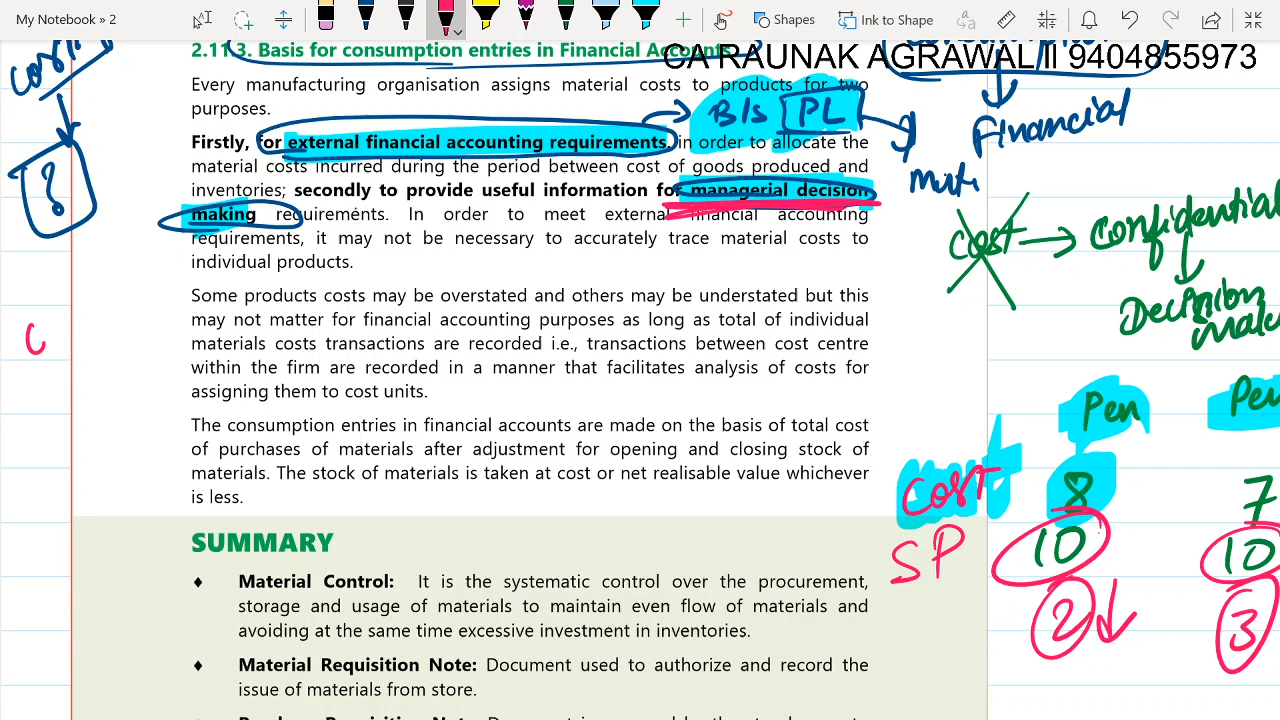 My Notebook » 2
Shapes
Ink to Shape
2.11.3. Basis for consumption entries in Financial Accounts
CA RAUNAK AGRAWAL ll 9404855973
Every manufacturing organisation assigns material costs to products for two
purposes.
B/s PL
Financial
Firstly, for external financial accounting requirements, in order to allocate the
material costs incurred during the period between cost of goods produced and
inventories; secondly to provide useful information for managerial decision
making requirements. In order to meet external financial accounting
requirements, it may not be necessary to accurately trace material costs to
individual products.
cost → Confidential
Decision
Some products costs may be overstated and others may be understated but this
may not matter for financial accounting purposes as long as total of individual
materials costs transactions are recorded i.e., transactions between cost centre
within the firm are recorded in a manner that facilitates analysis of costs for
assigning them to cost units.
Pen Pen
The consumption entries in financial accounts are made on the basis of total cost
of purchases of materials after adjustment for opening and closing stock of
materials. The stock of materials is taken at cost or net realisable value whichever
is less.
Cost 8 7
SP 10 10
2 3
SUMMARY
♦ Material Control: It is the systematic control over the procurement,
storage and usage of materials to maintain even flow of materials and
avoiding at the same time excessive investment in inventories.
♦ Material Requisition Note: Document used to authorize and record the
issue of materials from store.